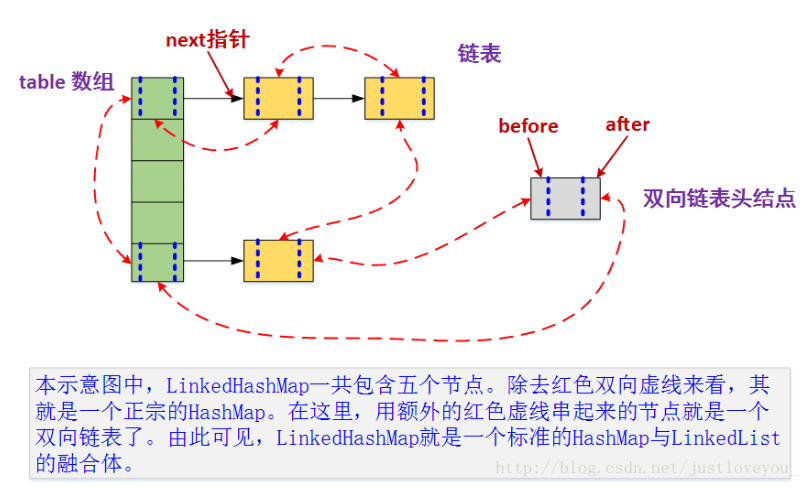 next指针
链表
table 数组
before
after
双向链表头结点
本示意图中，LinkedHashMap一共包含五个节点。除去红色双向虚线来看，其
就是一个正宗的HashMap。在这里，用额外的红色虚线串起来的节点就是一个
双向链表了。由此可见，LinkedHashMap就是一个标准的HashMap与LinkedList
的融合体。
http://blog.csdn.net/justloveyou_